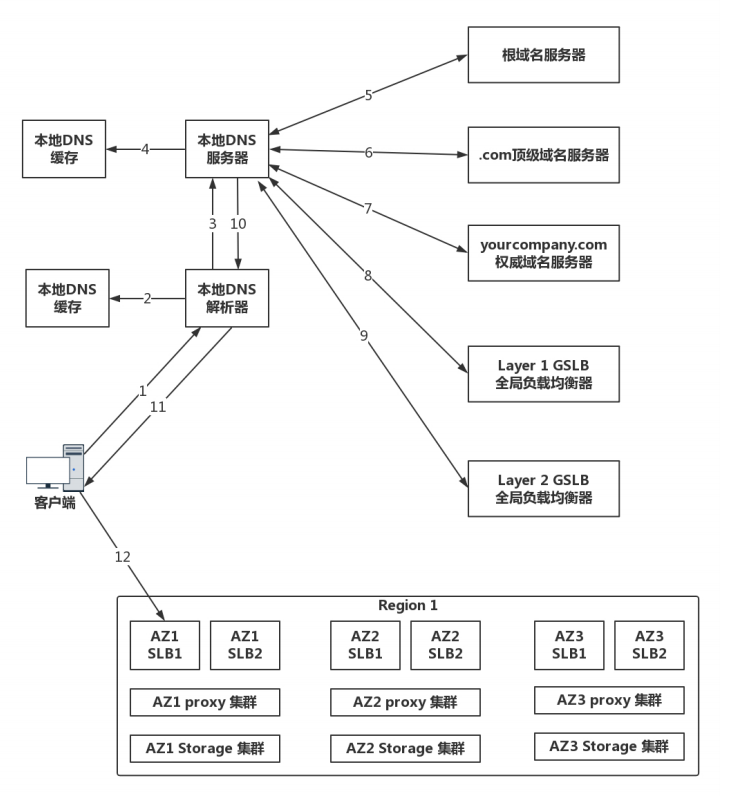 根域名服务器
5
本地DNS
缓存
4
本地DNS
服务器
6
.com顶级域名服务器
7
3
10
yourcompany.com
权威域名服务器
本地DNS
缓存
2
本地DNS
解析器
8
9
Layer 1 GSLB
全局负载均衡器
1
11
Layer 2 GSLB
全局负载均衡器
客户端
12
Region 1
AZ1
SLB1
AZ1
SLB2
AZ2
SLB1
AZ2
SLB2
AZ3
SLB1
AZ3
SLB2
AZ1 proxy 集群
AZ2 proxy 集群
AZ3 proxy 集群
AZ1 Storage 集群
AZ2 Storage 集群
AZ3 Storage 集群